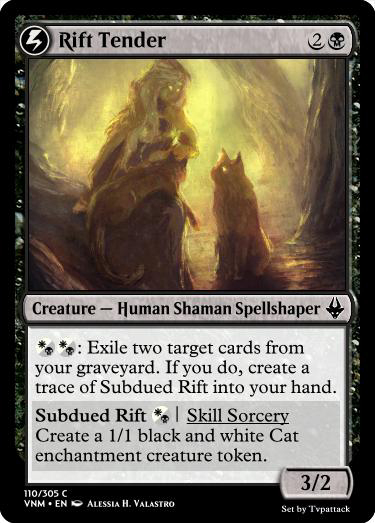 Rift Tender 2
Creature — Human Shaman Spellshaper
: Exile two target cards from
your graveyard. If you do, create a
trace of Subdued Rift into your hand.
Subdued Rift | Skill Sorcery
Create a 1/1 black and white Cat
enchantment creature token.
3/2
110/305 C
VNM • EN ALESSIA H. VALASTRO
Set by Tvpattack